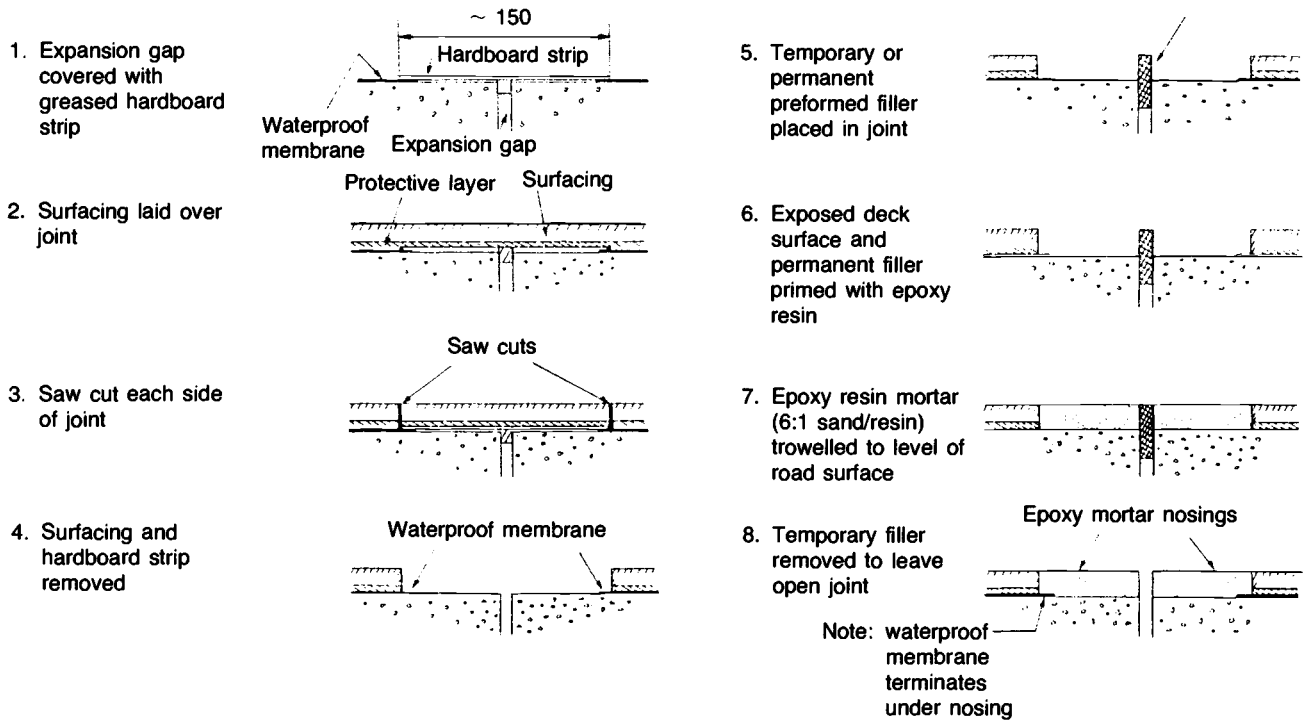 1. Expansion gap
covered with
greased hardboard
strip
~ 150
Hardboard strip
Waterproof
membrane
Expansion gap
2. Surfacing laid over
joint
Protective layer
Surfacing
3. Saw cut each side
of joint
Saw cuts
4. Surfacing and
hardboard strip
removed
Waterproof membrane
5. Temporary or
permanent
preformed filler
placed in joint
6. Exposed deck
surface and
permanent filler
primed with epoxy
resin
7. Epoxy resin mortar
(6:1 sand/resin)
trowelled to level of
road surface
8. Temporary filler
removed to leave
open joint
Epoxy mortar nosings
Note: waterproof
membrane
terminates
under nosing